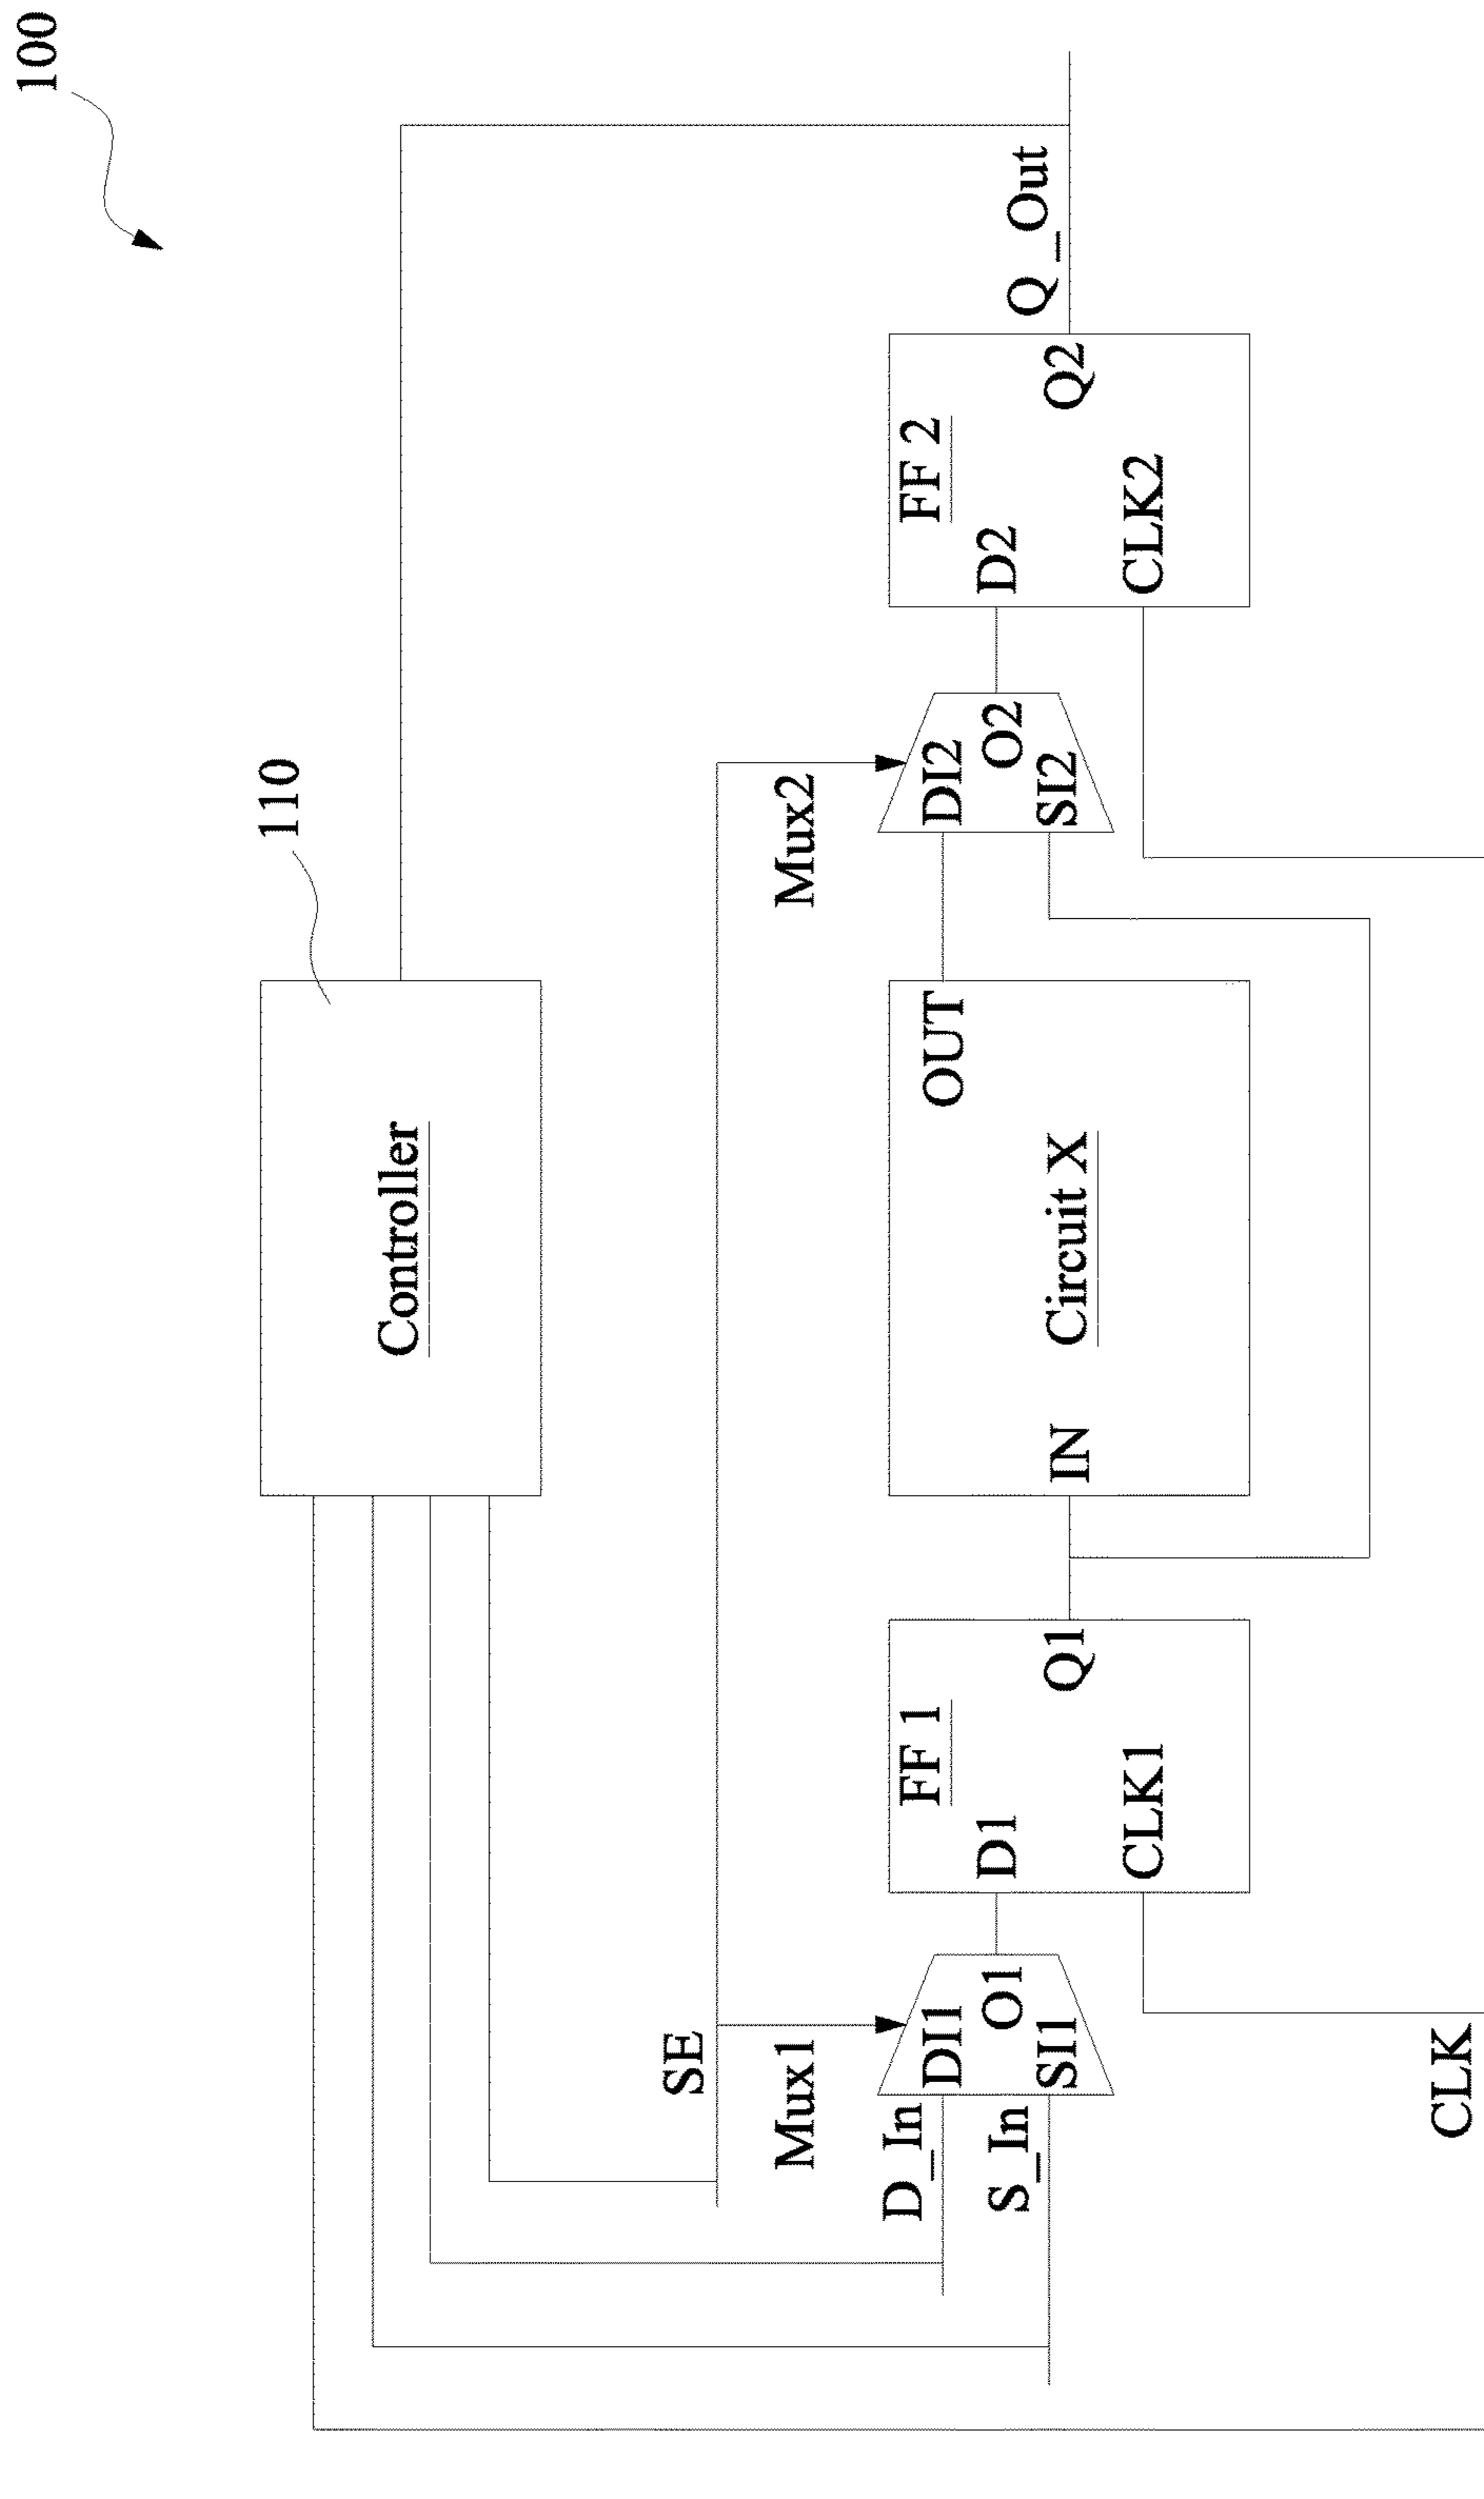 100
110
Controller
SE
Mux1
Mux2
D_In
S_In
DI1
O1
SI1
FF 1
D1
Q1
CLK1
IN
Circuit X
OUT
DI2
O2
SI2
FF 2
D2
Q2
CLK2
Q_Out
CLK